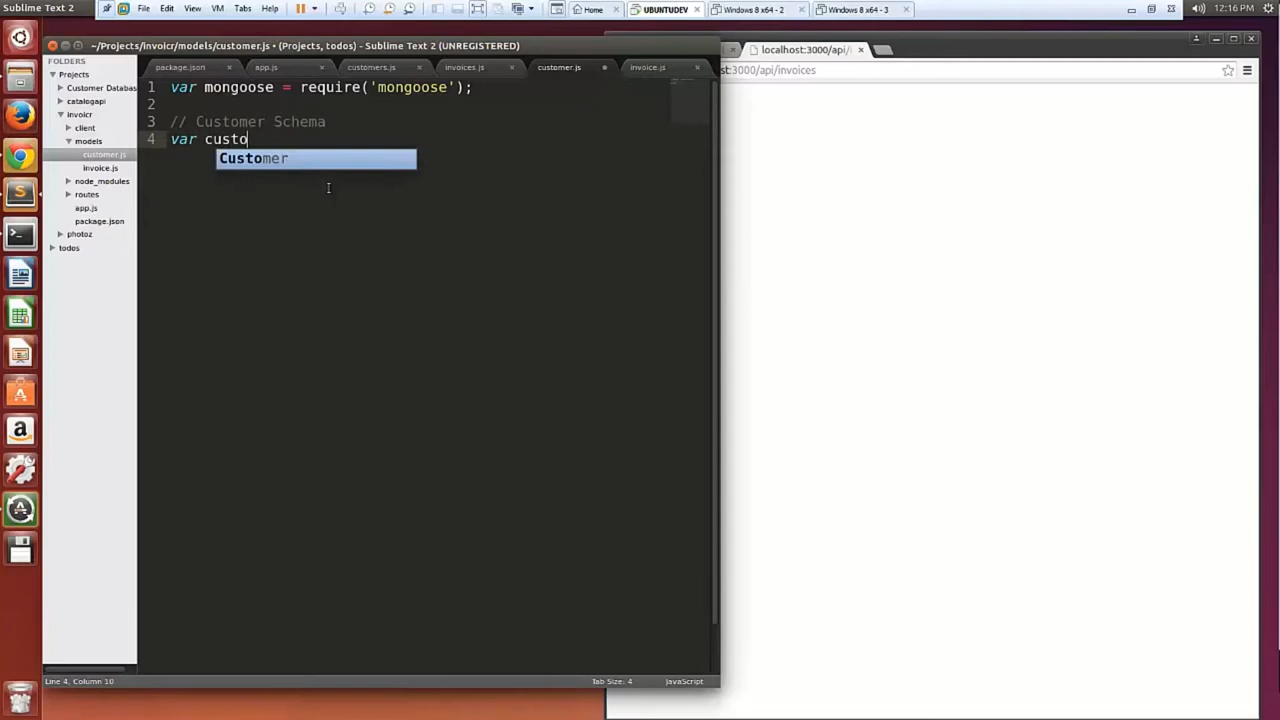 Sublime Text 2
File Edit View VM Tabs Help
Home
UBUNTUDEV
Windows 8 x64 - 2
Windows 8 x64 - 3
12:16 PM
~/Projects/invoicr/models/customer.js • (Projects, todos) - Sublime Text 2 (UNREGISTERED)
localhost:3000/api/i
st:3000/api/invoices
FOLDERS
Projects
Customer Databas
catalogapi
invoicr
client
models
customer.js
invoice.js
node_modules
routes
app.js
package.json
photoz
todos
package.json
app.js
customers.js
invoices.js
customer.js
invoice.js
1 var mongoose = require('mongoose');
2
3 // Customer Schema
4 var custo
Customer
Line 4, Column 10
Tab Size: 4
JavaScript